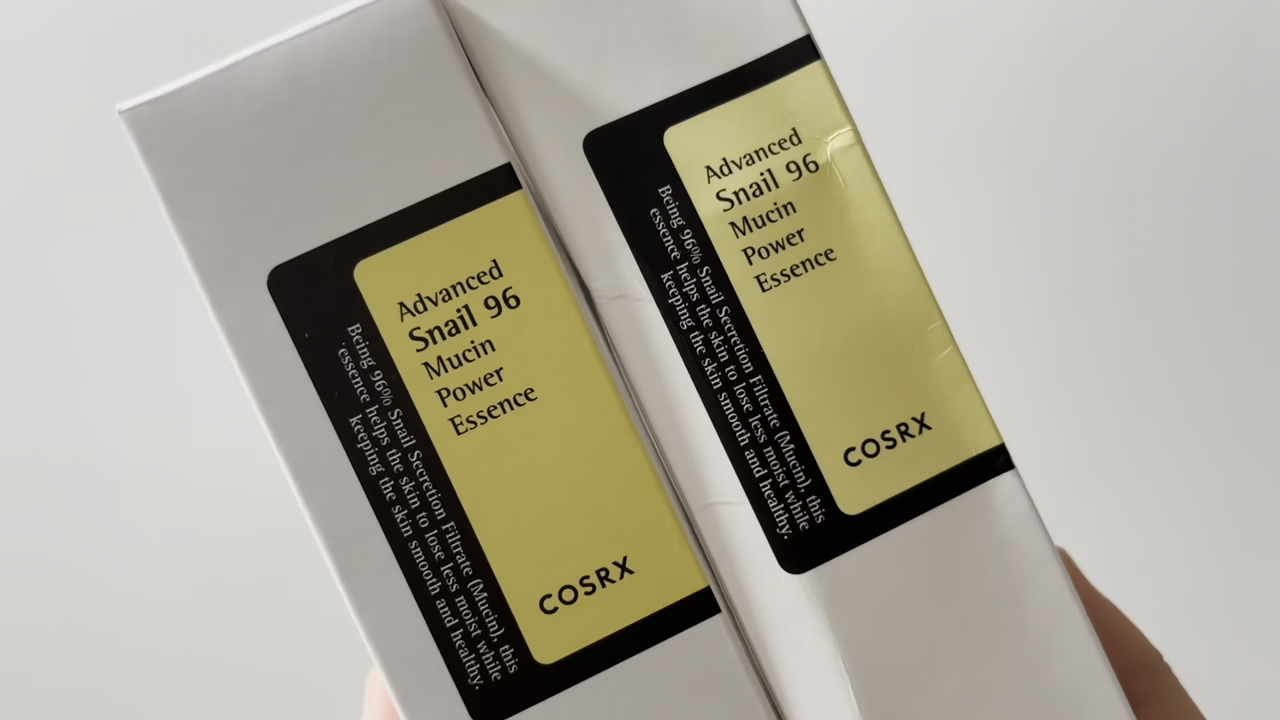 Advanced
Snail 96
Mucin
Power
Essence
COSRX
Being 96% Snail Secretion Filtrate (Mucin), this
essence helps the skin to lose less moist while
keeping the skin smooth and healthy.
Advanced
Snail 96
Mucin
Power
Essence
COSRX
Being 96% Snail Secretion Filtrate (Mucin), this
essence helps the skin to lose less moist while
keeping the skin smooth and healthy.